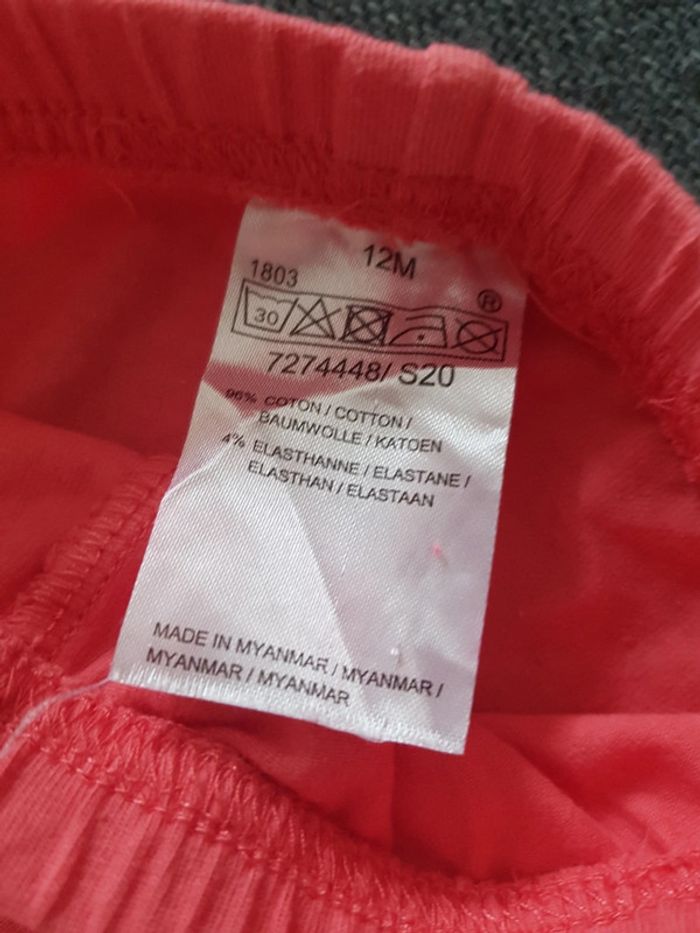 12M
1803
®
30
7274448/ S20
96% COTON / COTTON /
BAUMWOLLE / KATOEN
4% ELASTHANNE / ELASTANE /
ELASTHAN / ELASTAAN
MADE IN MYANMAR / MYANMAR /
MYANMAR / MYANMAR